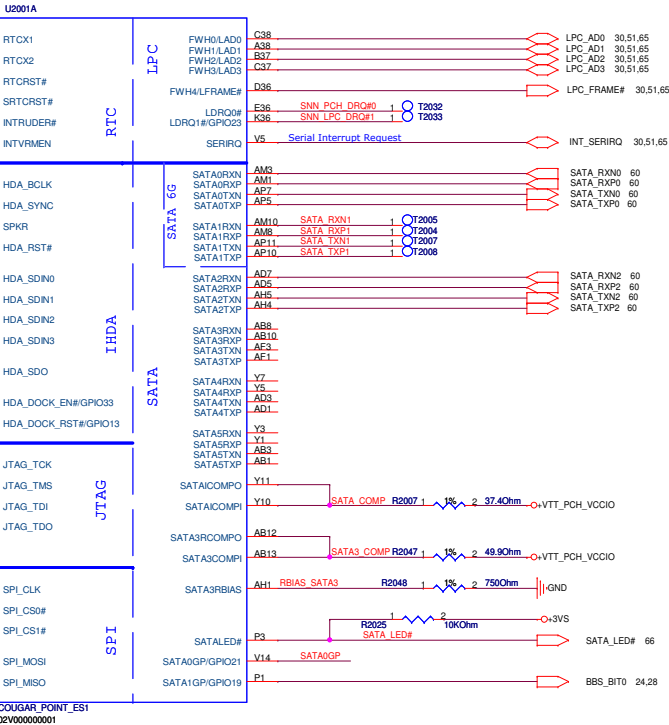 U2001A
RTCX1
RTCX2
RTCRST#
SRTCRST#
INTRUDER#
INTVRMEN
RTC
LPC
FWH0/LAD0 C38 LPC_AD0 30,51,65
FWH1/LAD1 A38 LPC_AD1 30,51,65
FWH2/LAD2 B37 LPC_AD2 30,51,65
FWH3/LAD3 C37 LPC_AD3 30,51,65
FWH4/LFRAME# D36 LPC_FRAME# 30,51,65
LDRQ0# E36 SNN_PCH_DRQ#0 1 T2032
LDRQ1#/GPIO23 K36 SNN_LPC_DRQ#1 1 T2033
SERIRQ V5 Serial Interrupt Request INT_SERIRQ 30,51,65
HDA_BCLK
HDA_SYNC
SPKR
HDA_RST#
HDA_SDIN0
HDA_SDIN1
HDA_SDIN2
HDA_SDIN3
HDA_SDO
HDA_DOCK_EN#/GPIO33
HDA_DOCK_RST#/GPIO13
IHDA
SATA 6G
SATA
SATA0RXN AM3 SATA_RXN0 60
SATA0RXP AM1 SATA_RXP0 60
SATA0TXN AP7 SATA_TXN0 60
SATA0TXP AP5 SATA_TXP0 60
SATA1RXN AM10 SATA_RXN1 1 T2005
SATA1RXP AM8 SATA_RXP1 1 T2004
SATA1TXN AP11 SATA_TXN1 1 T2007
SATA1TXP AP10 SATA_TXP1 1 T2008
SATA2RXN AD7 SATA_RXN2 60
SATA2RXP AD5 SATA_RXP2 60
SATA2TXN AH5 SATA_TXN2 60
SATA2TXP AH4 SATA_TXP2 60
SATA3RXN AB8
SATA3RXP AB10
SATA3TXN AF3
SATA3TXP AF1
SATA4RXN Y7
SATA4RXP Y5
SATA4TXN AD3
SATA4TXP AD1
SATA5RXN Y3
SATA5RXP Y1
SATA5TXN AB3
SATA5TXP AB1
JTAG_TCK
JTAG_TMS
JTAG_TDI
JTAG_TDO
JTAG
SATAICOMPO Y11
SATAICOMPI Y10 SATA_COMP R2007 1 1% 2 37.4Ohm +VTT_PCH_VCCIO
SATA3RCOMPO AB12
SATA3COMPI AB13 SATA3_COMP R2047 1 1% 2 49.9Ohm +VTT_PCH_VCCIO
SPI_CLK
SPI_CS0#
SPI_CS1#
SPI_MOSI
SPI_MISO
SPI
SATA3RBIAS AH1 RBIAS_SATA3 R2048 1 1% 2 750Ohm GND
1 2 +3VS
R2025 10KOhm
SATALED# P3 SATA_LED# SATA_LED# 66
SATA0GP/GPIO21 V14 SATA0GP
SATA1GP/GPIO19 P1 BBS_BIT0 24,28
COUGAR_POINT_ES1
02V000000001